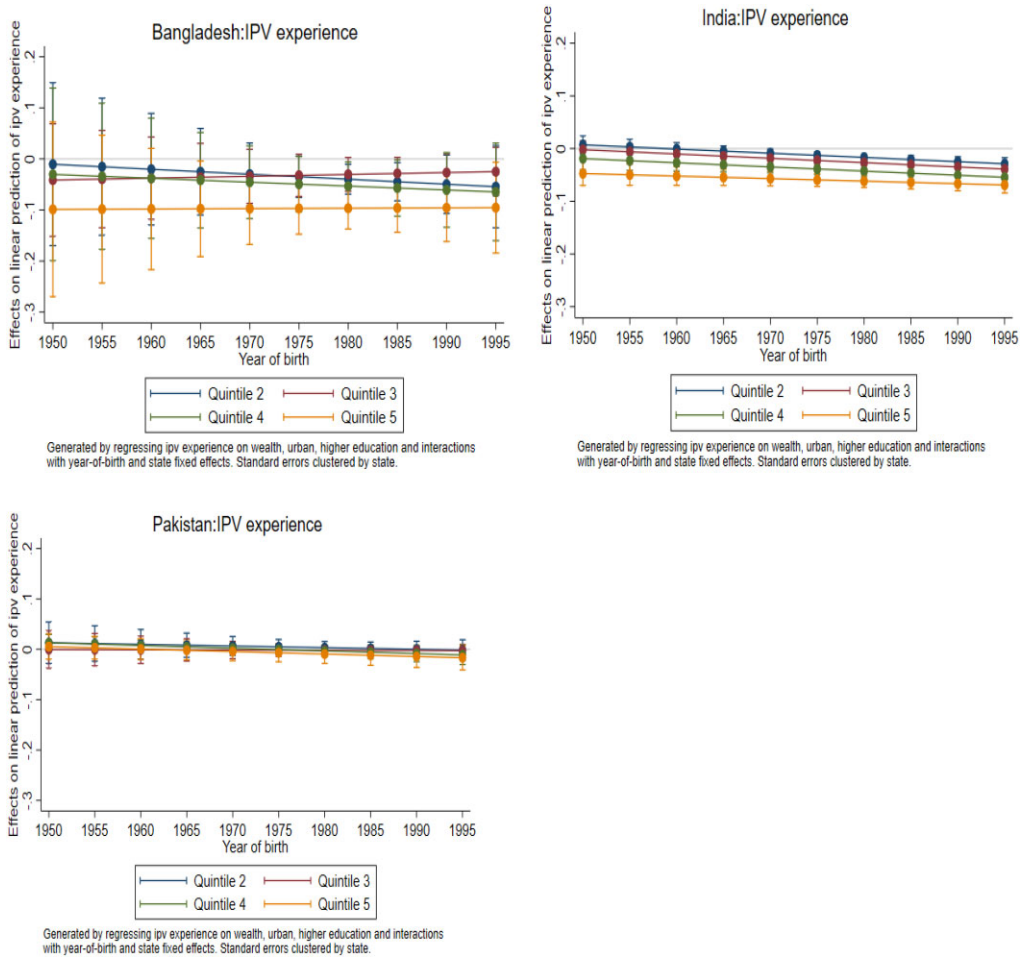 Bangladesh:IPV experience
Effects on linear prediction of ipv experience
.2
.1
0
-.1
-.2
-.3
1950 1955 1960 1965 1970 1975 1980 1985 1990 1995
Year of birth
Quintile 2 Quintile 3
Quintile 4 Quintile 5
Generated by regressing ipv experience on wealth, urban, higher education and interactions
with year-of-birth and state fixed effects. Standard errors clustered by state.
India:IPV experience
Effects on linear prediction of ipv experience
.2
.1
0
-.1
-.2
-.3
1950 1955 1960 1965 1970 1975 1980 1985 1990 1995
Year of birth
Quintile 2 Quintile 3
Quintile 4 Quintile 5
Generated by regressing ipv experience on wealth, urban, higher education and interactions
with year-of-birth and state fixed effects. Standard errors clustered by state.
Pakistan:IPV experience
Effects on linear prediction of ipv experience
.2
.1
0
-.1
-.2
-.3
1950 1955 1960 1965 1970 1975 1980 1985 1990 1995
Year of birth
Quintile 2 Quintile 3
Quintile 4 Quintile 5
Generated by regressing ipv experience on wealth, urban, higher education and interactions
with year-of-birth and state fixed effects. Standard errors clustered by state.